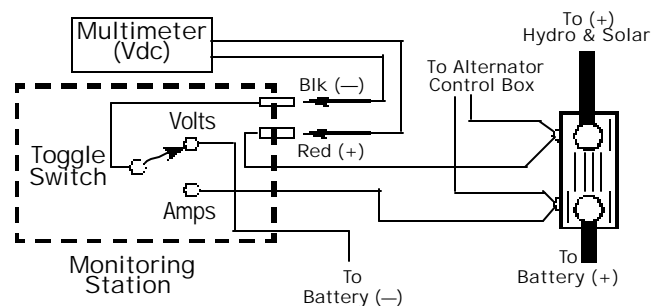 Multimeter
(Vdc)
To (+)
Hydro & Solar
Blk (—)
To Alternator
Control Box
Volts
Toggle
Switch
Red (+)
Amps
Monitoring
Station
To
Battery (—)
To
Battery (+)